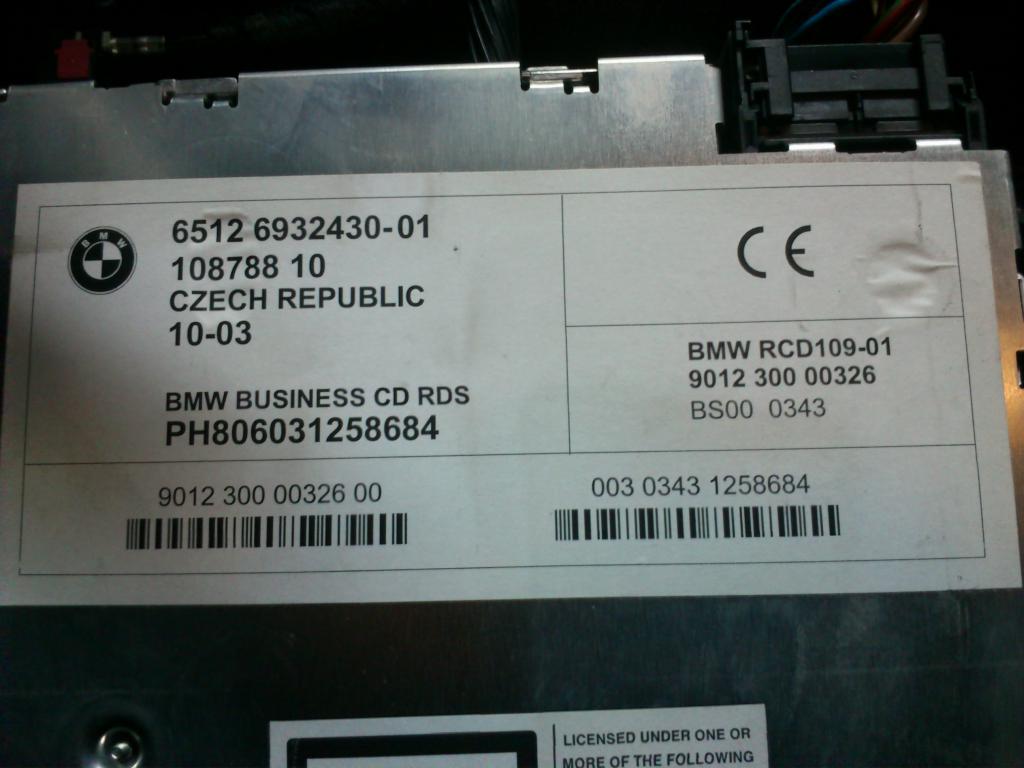 BMW
6512 6932430-01
108788 10
CZECH REPUBLIC
10-03
BMW BUSINESS CD RDS
PH806031258684
CE
BMW RCD109-01
9012 300 00326
BS00 0343
9012 300 00326 00
003 0343 1258684
LICENSED UNDER ONE OR
MORE OF THE FOLLOWING